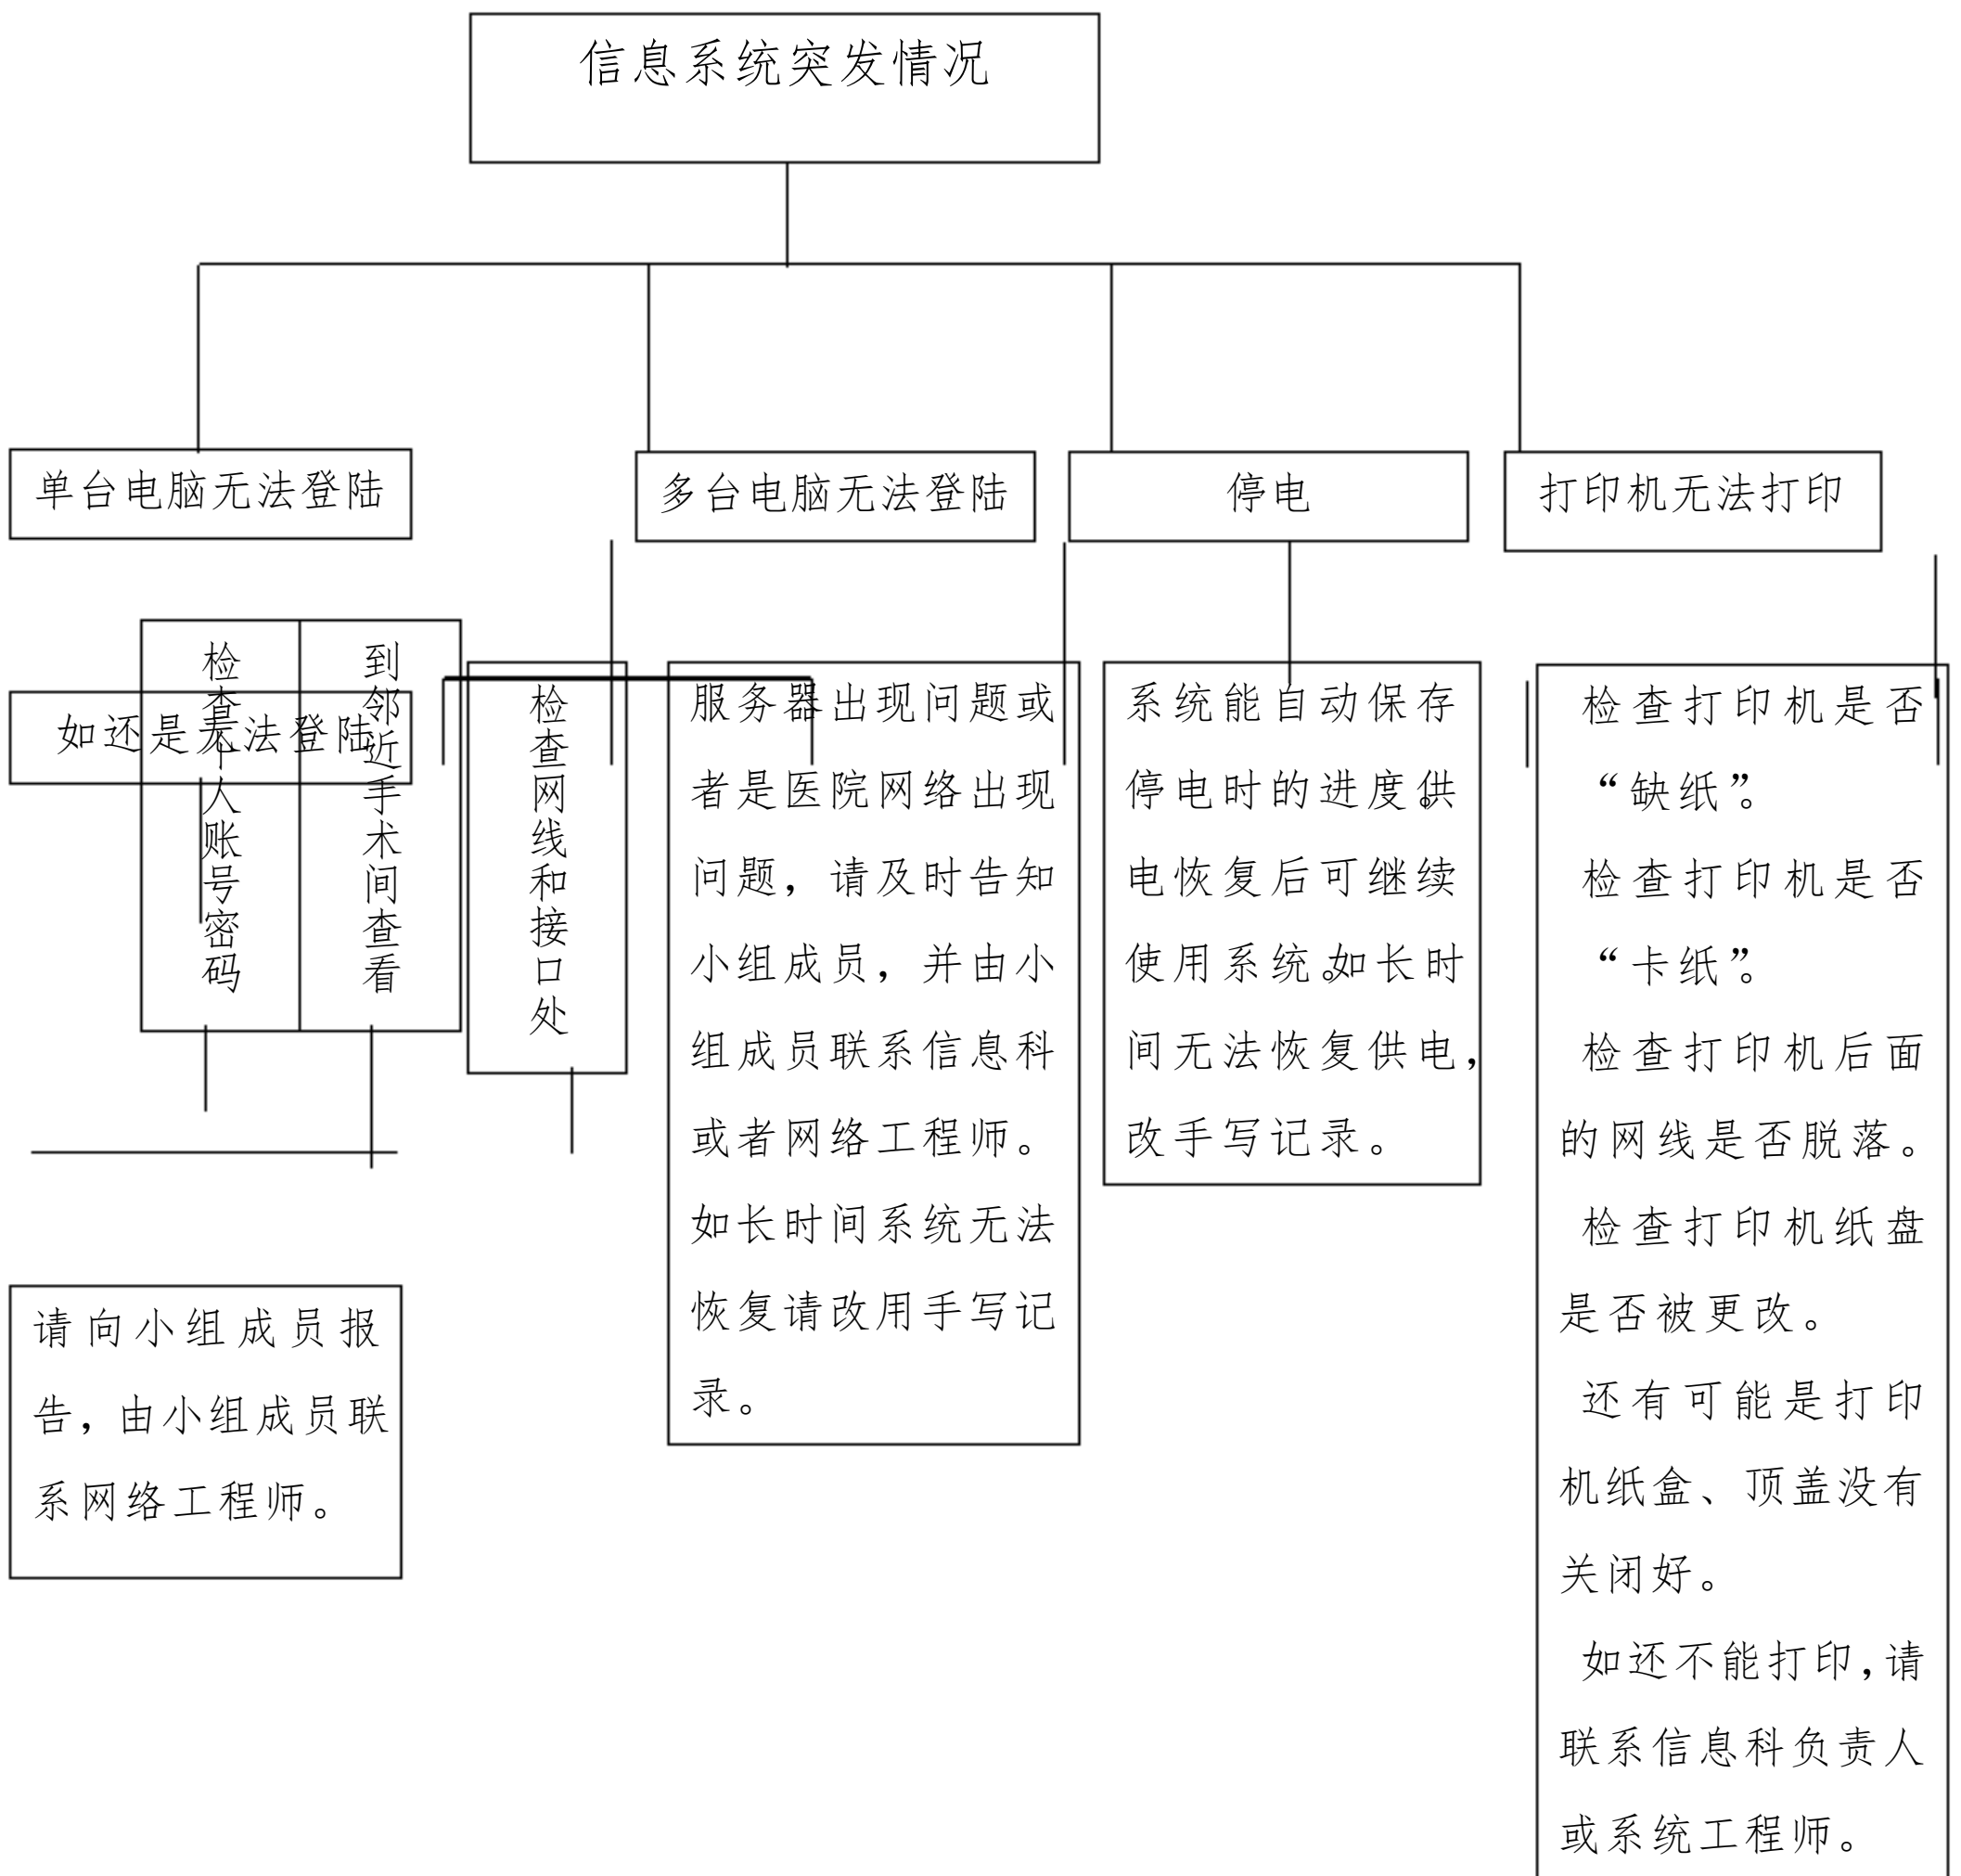 信息系统突发情况
单台电脑无法登陆
多台电脑无法登陆
停电
打印机无法打印
检查个人账号密码
到邻近手术间查看
如还是无法登陆
检查网线和接口处
请向小组成员报
告，由小组成员联
系网络工程师。
服务器出现问题或
者是医院网络出现
问题，请及时告知
小组成员，并由小
组成员联系信息科
或者网络工程师。
如长时间系统无法
恢复请改用手写记
录。
系统能自动保存
停电时的进度。供
电恢复后可继续
使用系统。如长时
间无法恢复供电，
改手写记录。
检查打印机是否
“缺纸”。
检查打印机是否
“卡纸”。
检查打印机后面
的网线是否脱落。
检查打印机纸盘
是否被更改。
还有可能是打印
机纸盒、顶盖没有
关闭好。
如还不能打印，请
联系信息科负责人
或系统工程师。